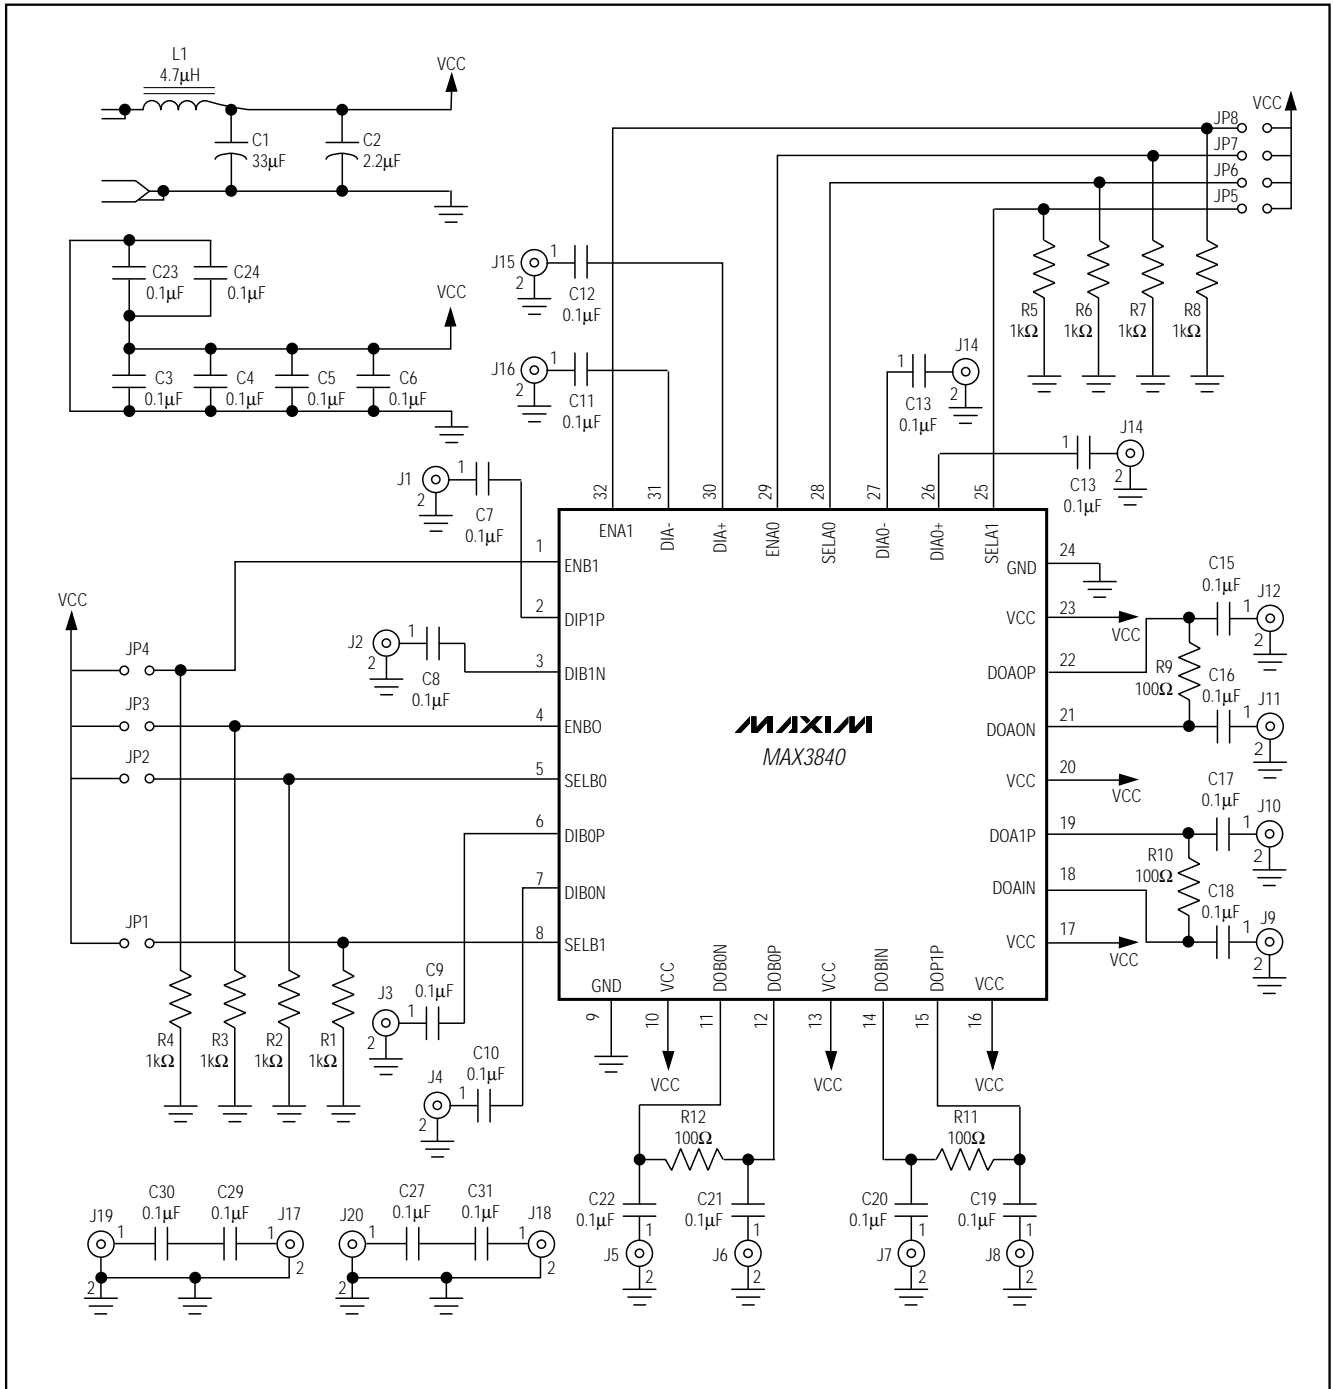 L1
4.7µH
VCC
C1
33µF
C2
2.2µF
C23
0.1µF
C24
0.1µF
VCC
C3
0.1µF
C4
0.1µF
C5
0.1µF
C6
0.1µF
VCC
JP8
JP7
JP6
JP5
R5
1kΩ
R6
1kΩ
R7
1kΩ
R8
1kΩ
J15
1
2
C12
0.1µF
J16
1
2
C11
0.1µF
J14
1
2
C13
0.1µF
J14
1
2
C13
0.1µF
J1
1
2
C7
0.1µF
J2
1
2
C8
0.1µF
32
31
30
29
28
27
26
25
ENA1
DIA-
DIA+
ENA0
SELA0
DIA0-
DIA0+
SELA1
1
ENB1
2
DIP1P
3
DIB1N
4
ENBO
5
SELB0
6
DIB0P
7
DIB0N
8
SELB1
MAXIM
MAX3840
24
GND
23
VCC
VCC
22
DOAOP
21
DOAON
20
VCC
VCC
19
DOA1P
18
DOAIN
17
VCC
VCC
C15
0.1µF
J12
1
2
R9
100Ω
C16
0.1µF
J11
1
2
C17
0.1µF
J10
1
2
R10
100Ω
C18
0.1µF
J9
1
2
VCC
JP4
JP3
JP2
JP1
R4
1kΩ
R3
1kΩ
R2
1kΩ
R1
1kΩ
J3
1
2
C9
0.1µF
J4
1
2
C10
0.1µF
GND
VCC
DOB0N
DOB0P
VCC
DOBIN
DOP1P
VCC
9
10
11
12
13
14
15
16
VCC
VCC
VCC
R12
100Ω
R11
100Ω
C22
0.1µF
1
J5
2
C21
0.1µF
1
J6
2
C20
0.1µF
1
J7
2
C19
0.1µF
1
J8
2
J19
1
2
C30
0.1µF
C29
0.1µF
J17
1
2
J20
1
2
C27
0.1µF
C31
0.1µF
J18
1
2